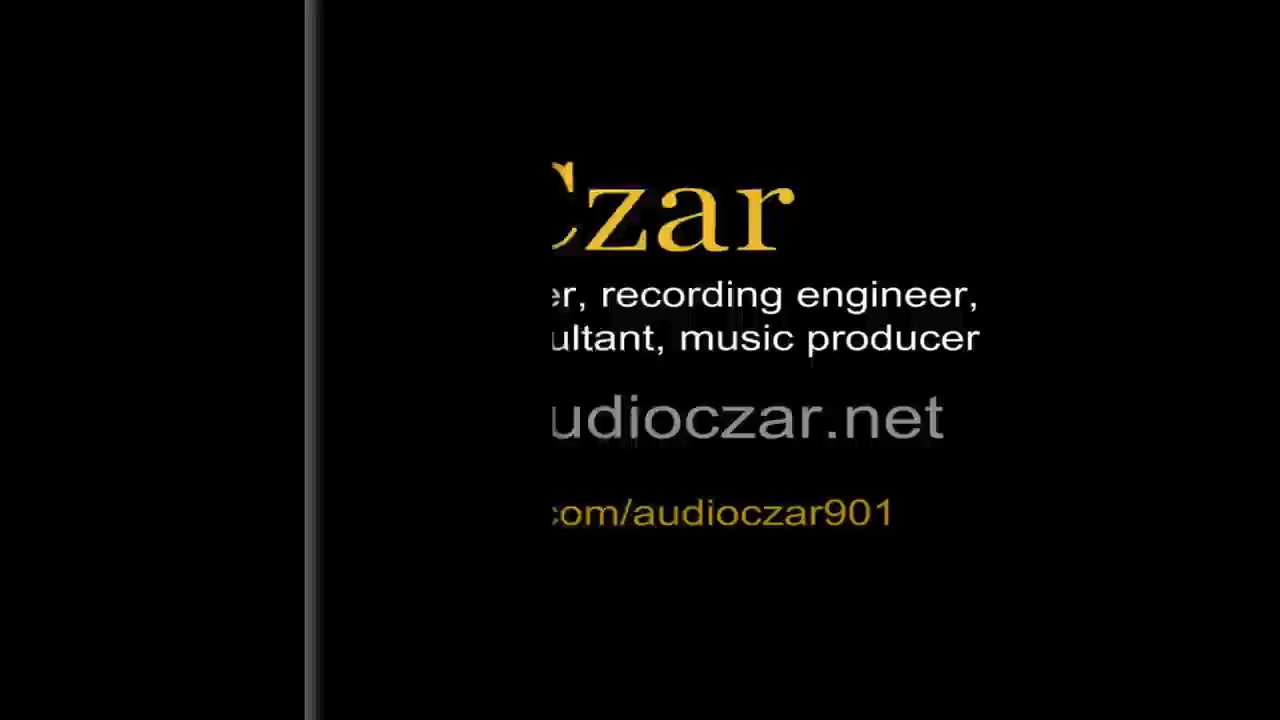 Czar
er, recording engineer,
ultant, music producer
udioczar.net
com/audioczar901